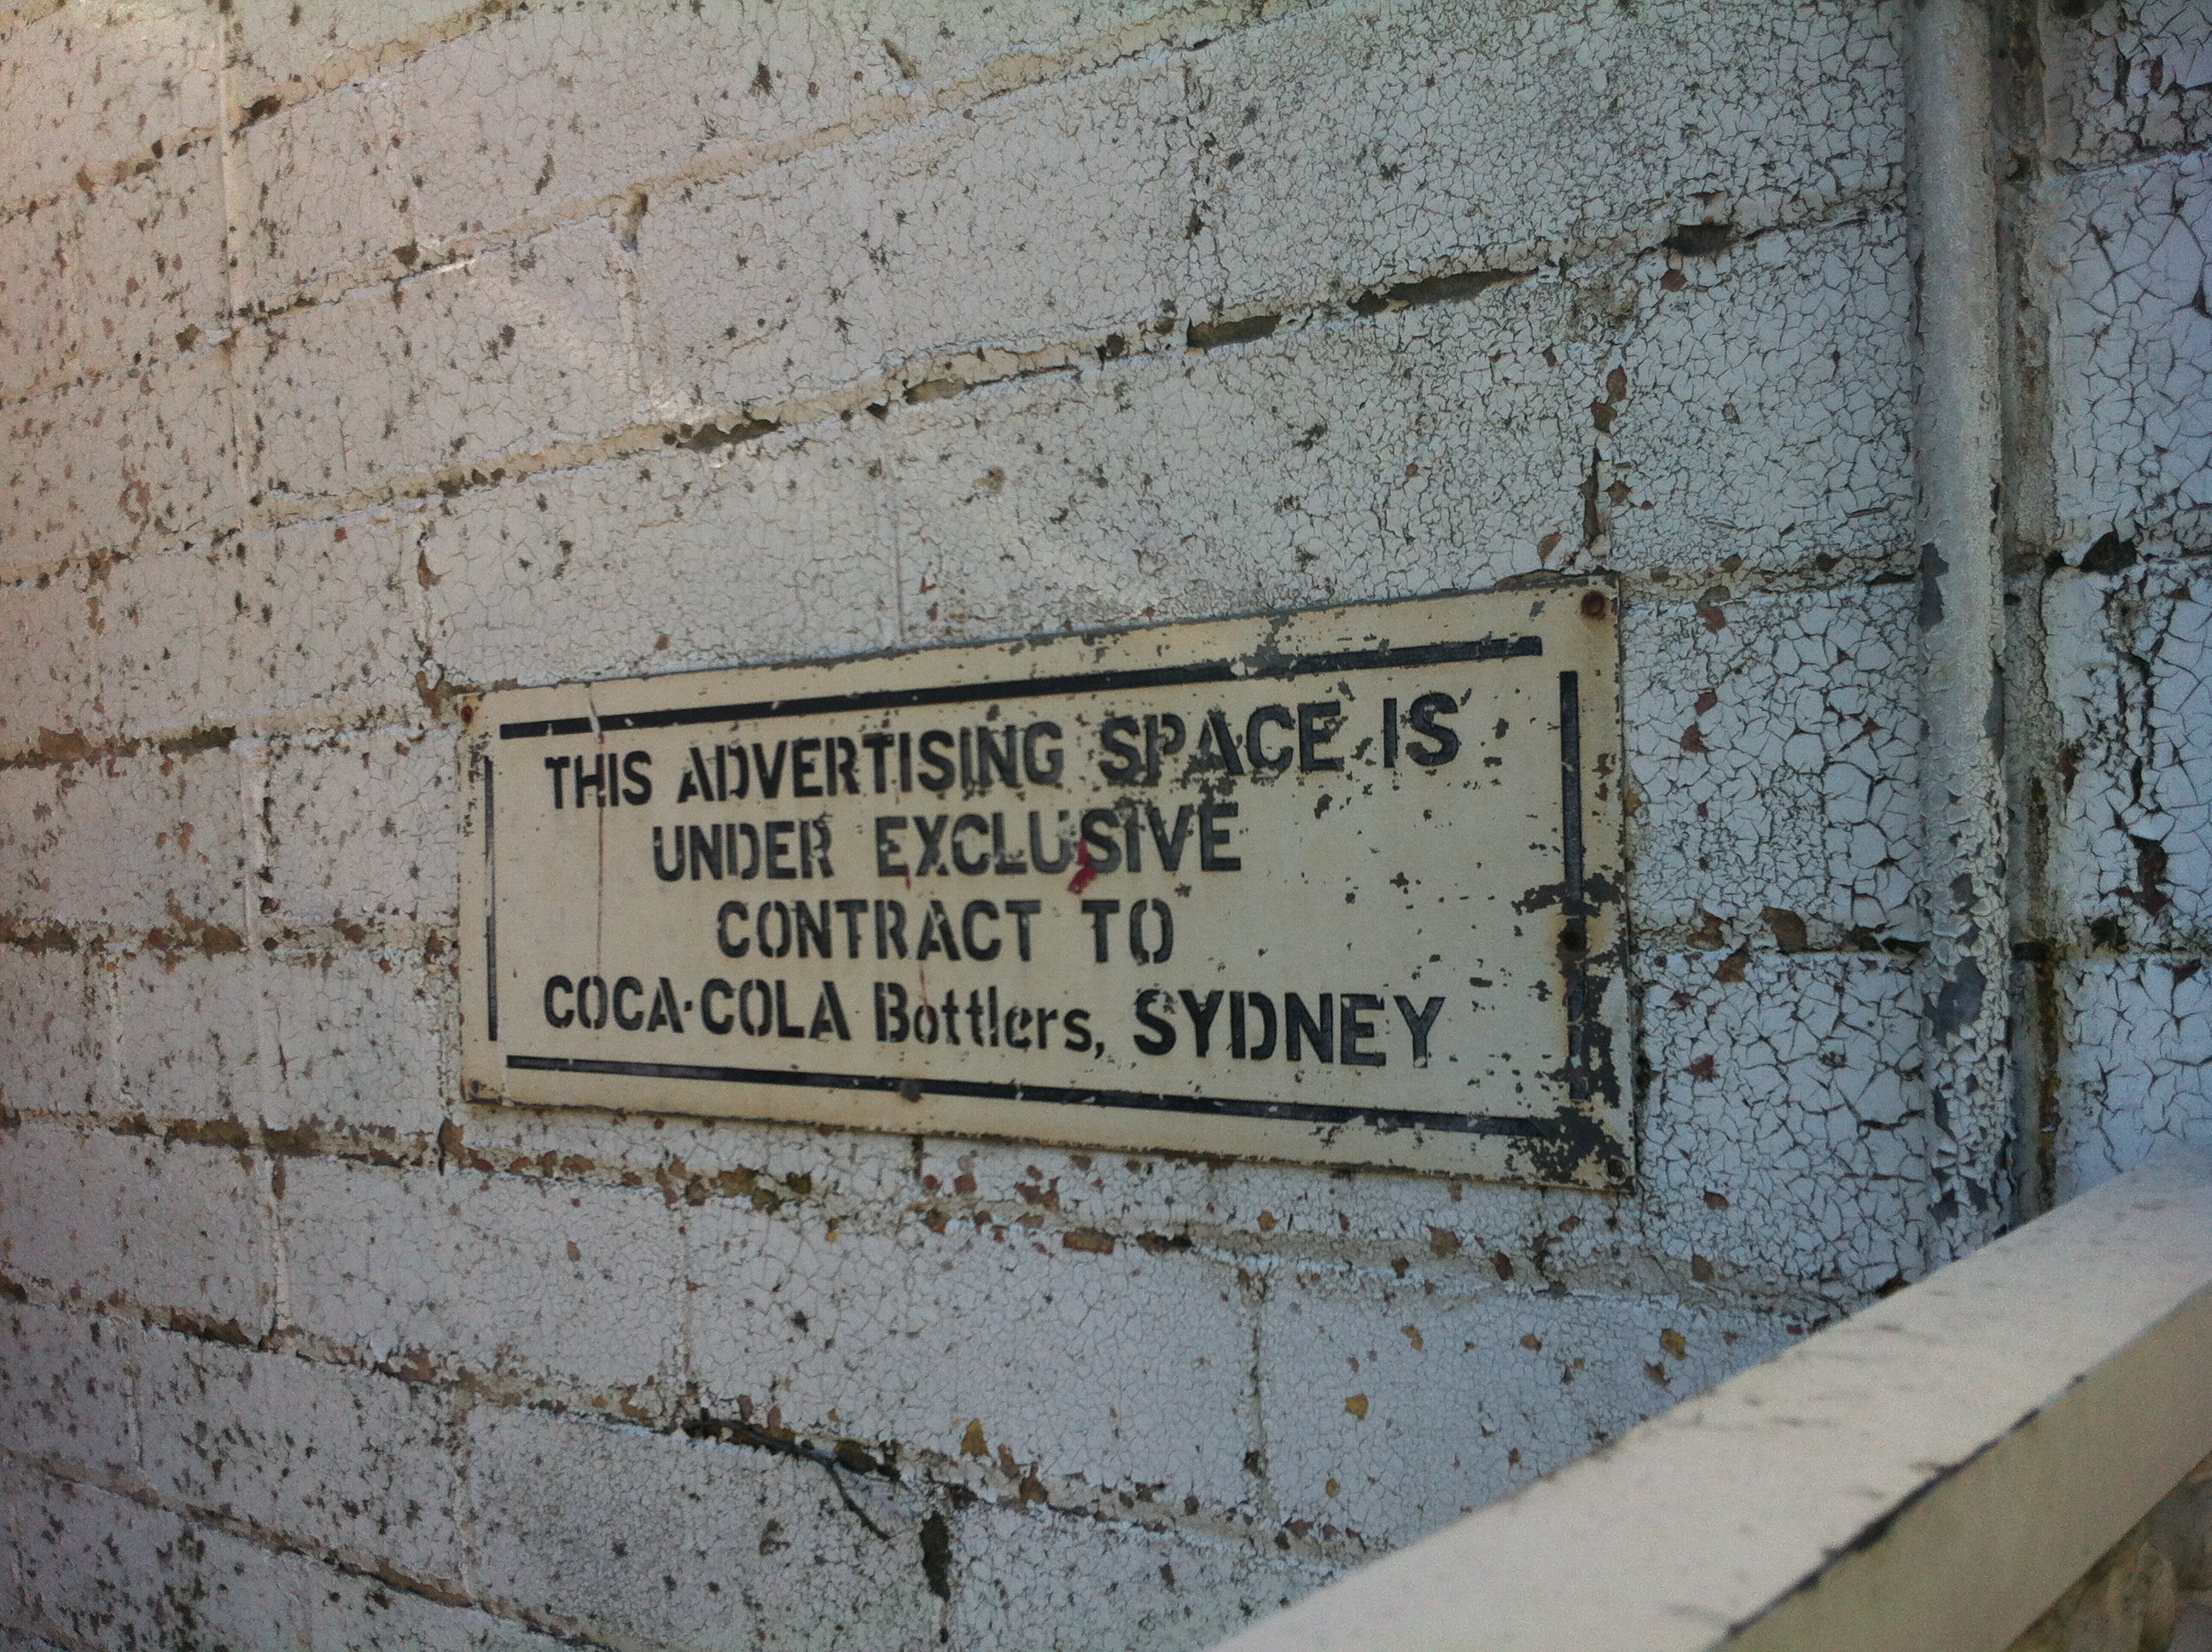 THIS ADVERTISING SPACE IS
UNDER EXCLUSIVE
CONTRACT TO
COCA-COLA Bottlers, SYDNEY